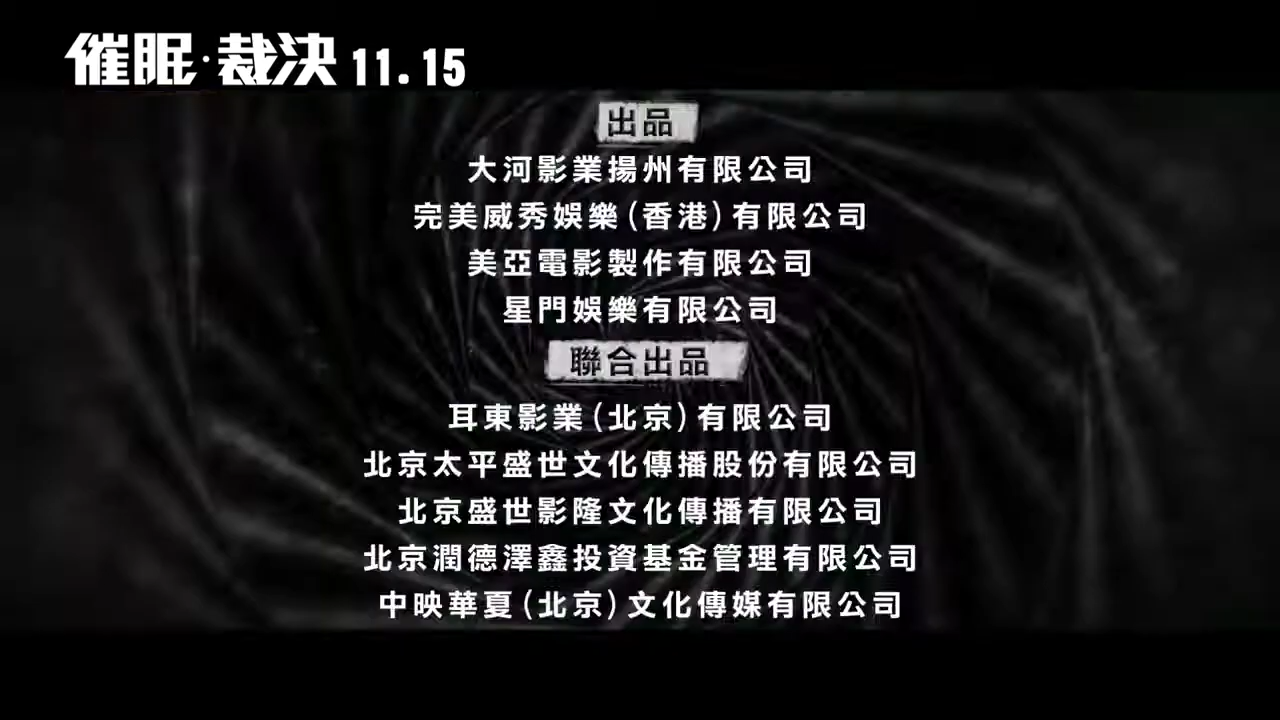 催眠·裁決 11.15
出品
大河影業揚州有限公司
完美威秀娛樂(香港)有限公司
美亞電影製作有限公司
星門娛樂有限公司
聯合出品
耳東影業(北京)有限公司
北京太平盛世文化傳播股份有限公司
北京盛世影隆文化傳播有限公司
北京潤德澤鑫投資基金管理有限公司
中映華夏(北京)文化傳媒有限公司